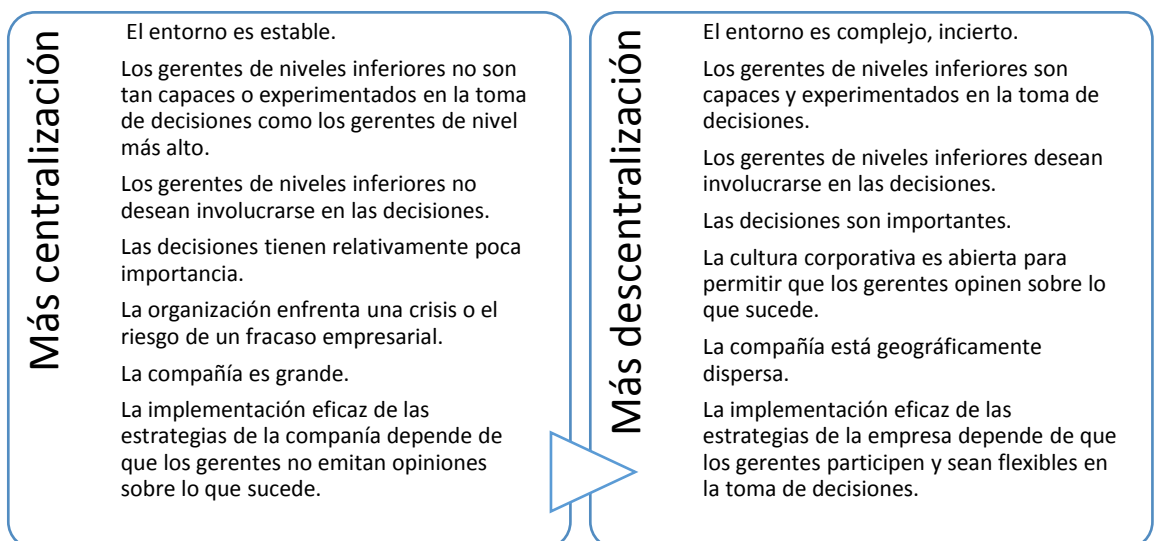 Más centralización
El entorno es estable.
Los gerentes de niveles inferiores no son
tan capaces o experimentados en la toma
de decisiones como los gerentes de nivel
más alto.
Los gerentes de niveles inferiores no
desean involucrarse en las decisiones.
Las decisiones tienen relativamente poca
importancia.
La organización enfrenta una crisis o el
riesgo de un fracaso empresarial.
La compañía es grande.
La implementación eficaz de las
estrategias de la companía depende de
que los gerentes no emitan opiniones
sobre lo que sucede.
Más descentralización
El entorno es complejo, incierto.
Los gerentes de niveles inferiores son
capaces y experimentados en la toma de
decisiones.
Los gerentes de niveles inferiores desean
involucrarse en las decisiones.
Las decisiones son importantes.
La cultura corporativa es abierta para
permitir que los gerentes opinen sobre lo
que sucede.
La compañía está geográficamente
dispersa.
La implementación eficaz de las
estrategias de la empresa depende de que
los gerentes participen y sean flexibles en
la toma de decisiones.